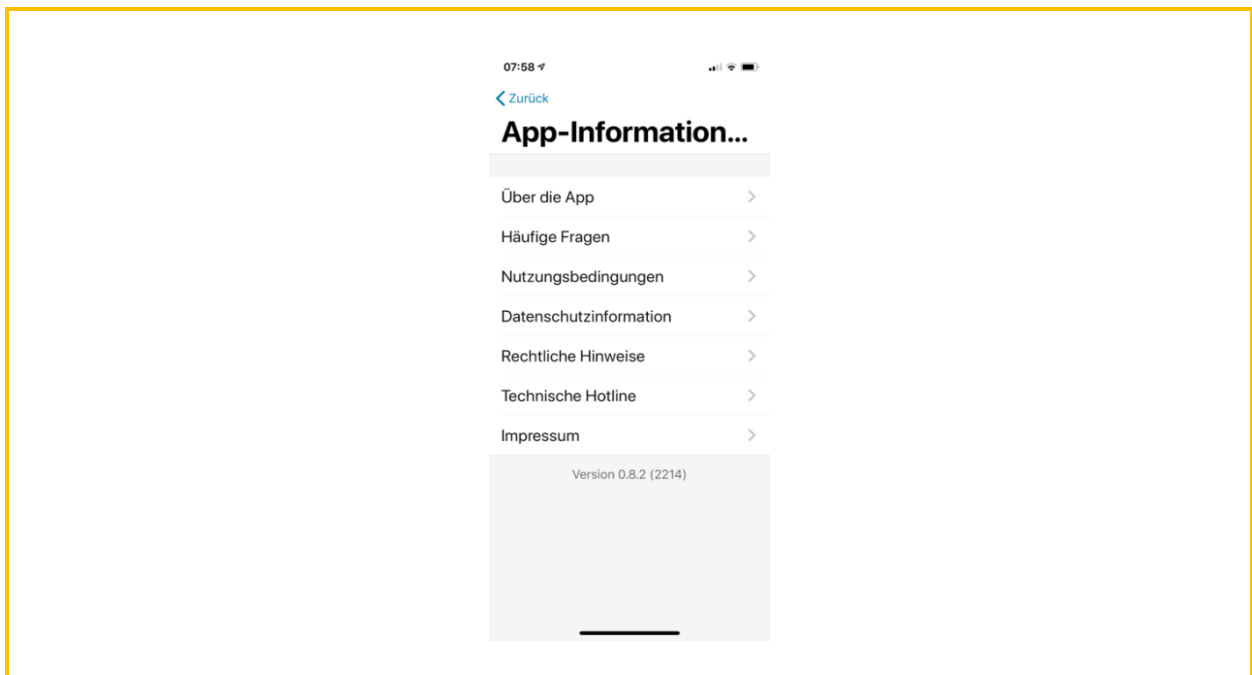 07:58
Zurück
App-Information...
Über die App
Häufige Fragen
Nutzungsbedingungen
Datenschutzinformation
Rechtliche Hinweise
Technische Hotline
Impressum
Version 0.8.2 (2214)